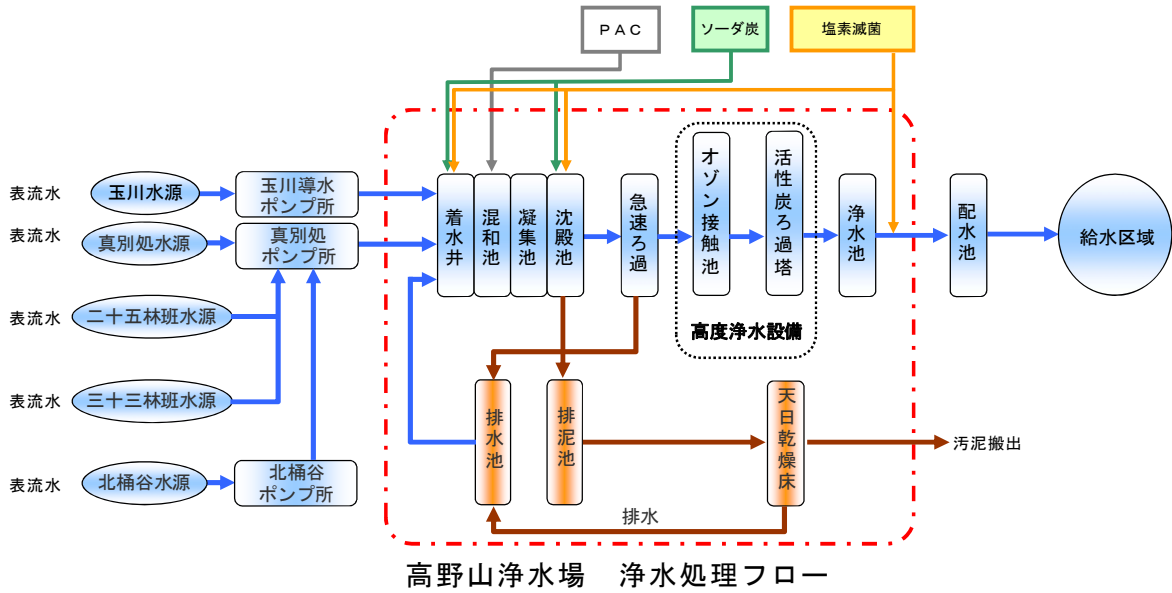 ＰＡＣ
ソーダ炭
塩素滅菌
表流水
玉川水源
玉川導水
ポンプ所
表流水
真別処水源
真別処
ポンプ所
表流水
二十五林班水源
表流水
三十三林班水源
表流水
北桶谷水源
北桶谷
ポンプ所
着水井
混和池
凝集池
沈殿池
急速ろ過
オゾン接触池
活性炭ろ過塔
高度浄水設備
浄水池
配水池
給水区域
排水池
排泥池
天日乾燥床
汚泥搬出
排水
高野山浄水場　浄水処理フロー